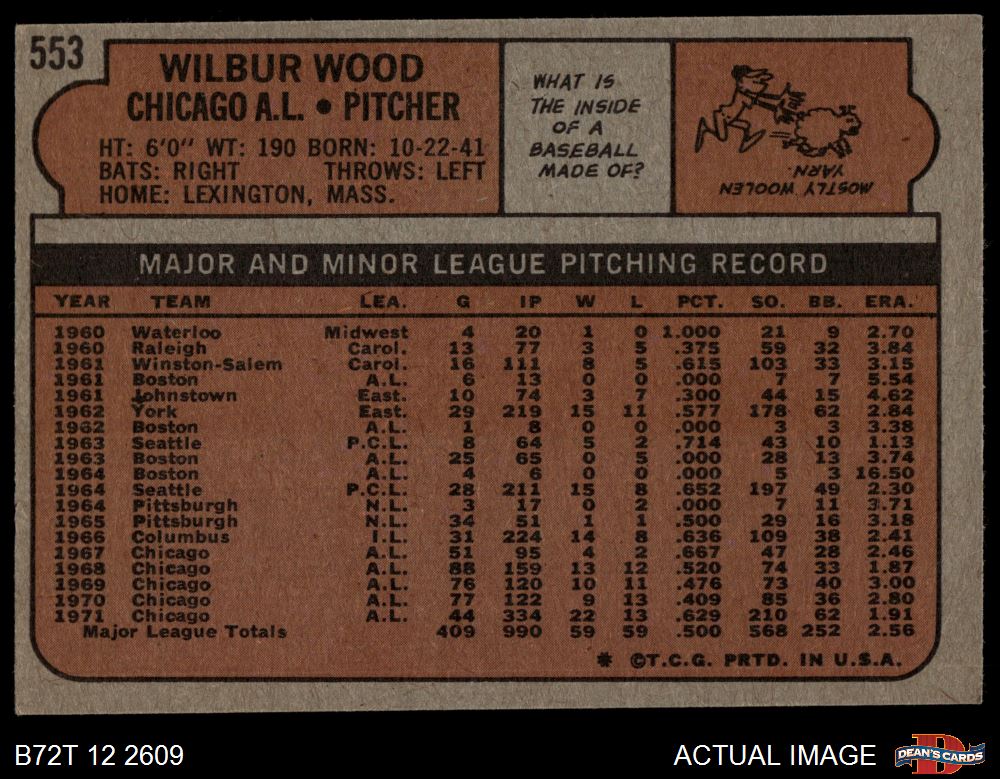 553
WILBUR WOOD
CHICAGO A.L. • PITCHER
HT: 6'0" WT: 190 BORN: 10-22-41
BATS: RIGHT THROWS: LEFT
HOME: LEXINGTON, MASS.
WHAT IS
THE INSIDE
OF A
BASEBALL
MADE OF?
MOSTLY WOOLEN
YARN.
MAJOR AND MINOR LEAGUE PITCHING RECORD
YEAR TEAM LEA. G IP W L PCT. SO. BB. ERA.
1960 Waterloo Midwest 4 20 1 0 1.000 21 9 2.70
1960 Raleigh Carol. 13 77 3 5 .375 59 32 3.84
1961 Winston-Salem Carol. 16 111 8 5 .615 103 33 3.15
1961 Boston A.L. 6 13 0 0 .000 7 7 5.54
1961 Johnstown East. 10 74 3 7 .300 44 15 4.62
1962 York East. 29 219 15 11 .577 178 62 2.84
1962 Boston A.L. 1 8 0 0 .000 3 3 3.38
1963 Seattle P.C.L. 8 64 5 2 .714 43 10 1.13
1963 Boston A.L. 25 65 0 5 .000 28 13 3.74
1964 Boston A.L. 4 6 0 0 .000 5 3 16.50
1964 Seattle P.C.L. 28 211 15 8 .652 197 49 2.30
1964 Pittsburgh N.L. 3 17 0 2 .000 7 11 3.71
1965 Pittsburgh N.L. 34 51 1 1 .500 29 16 3.18
1966 Columbus I.L. 31 224 14 8 .636 109 38 2.41
1967 Chicago A.L. 51 95 4 2 .667 47 28 2.46
1968 Chicago A.L. 88 159 13 12 .520 74 33 1.87
1969 Chicago A.L. 76 120 10 11 .476 73 40 3.00
1970 Chicago A.L. 77 122 9 13 .409 85 36 2.80
1971 Chicago A.L. 44 334 22 13 .629 210 62 1.91
Major League Totals 409 990 59 59 .500 568 252 2.56
* ©T.C.G. PRTD. IN U.S.A.
B72T 12 2609
ACTUAL IMAGE
DEAN'S CARDS